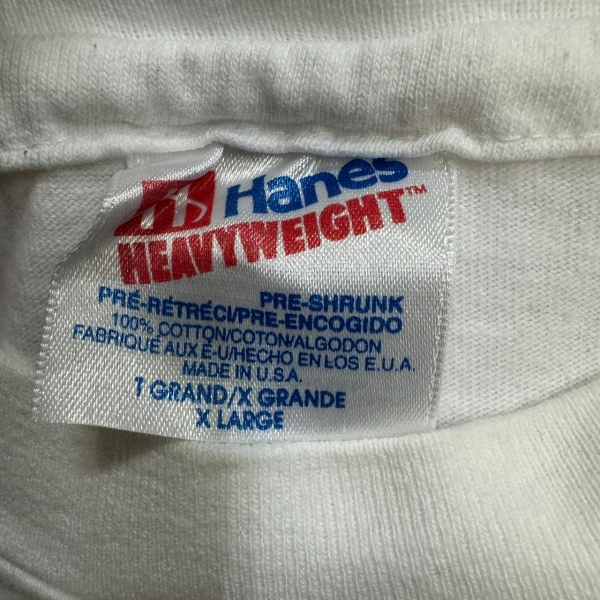 H Hanes
HEAVYWEIGHT™
PRE-SHRUNK
PRÉ-RÉTRÉCI/PRE-ENCOGIDO
100% COTTON/COTON/ALGODON
FABRIQUÉ AUX É-U/HECHO EN LOS E.U.A.
MADE IN U.S.A.
T GRAND/X GRANDE
X LARGE